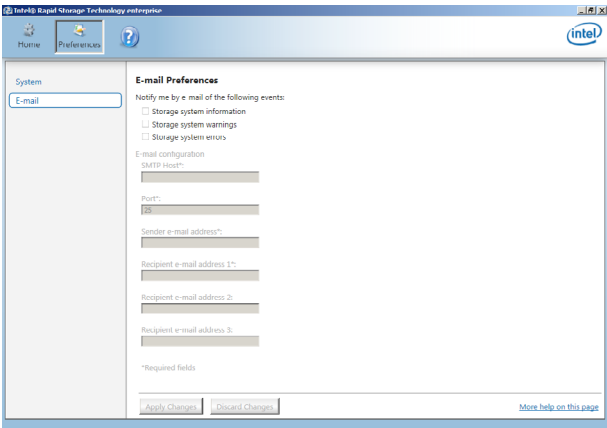 Intel® Rapid Storage Technology enterprise
Home
Preferences
?
intel
System
E-mail
E-mail Preferences
Notify me by e-mail of the following events:
Storage system information
Storage system warnings
Storage system errors
E-mail configuration
SMTP Host*:
Port*:
25
Sender e-mail address*:
Recipient e-mail address 1*:
Recipient e-mail address 2:
Recipient e-mail address 3:
*Required fields
Apply Changes
Discard Changes
More help on this page